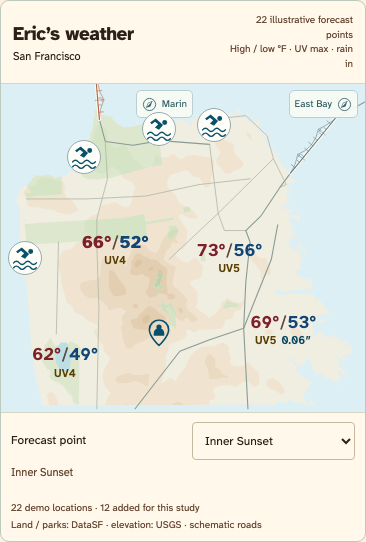 Eric's weather
San Francisco
22 illustrative forecast
points
High / low °F · UV max · rain
in
Marin
East Bay
66°/52°
UV4
73°/56°
UV5
69°/53°
UV5 0.06″
62°/49°
UV4
Forecast point
Inner Sunset
Inner Sunset
22 demo locations · 12 added for this study
Land / parks: DataSF · elevation: USGS · schematic roads